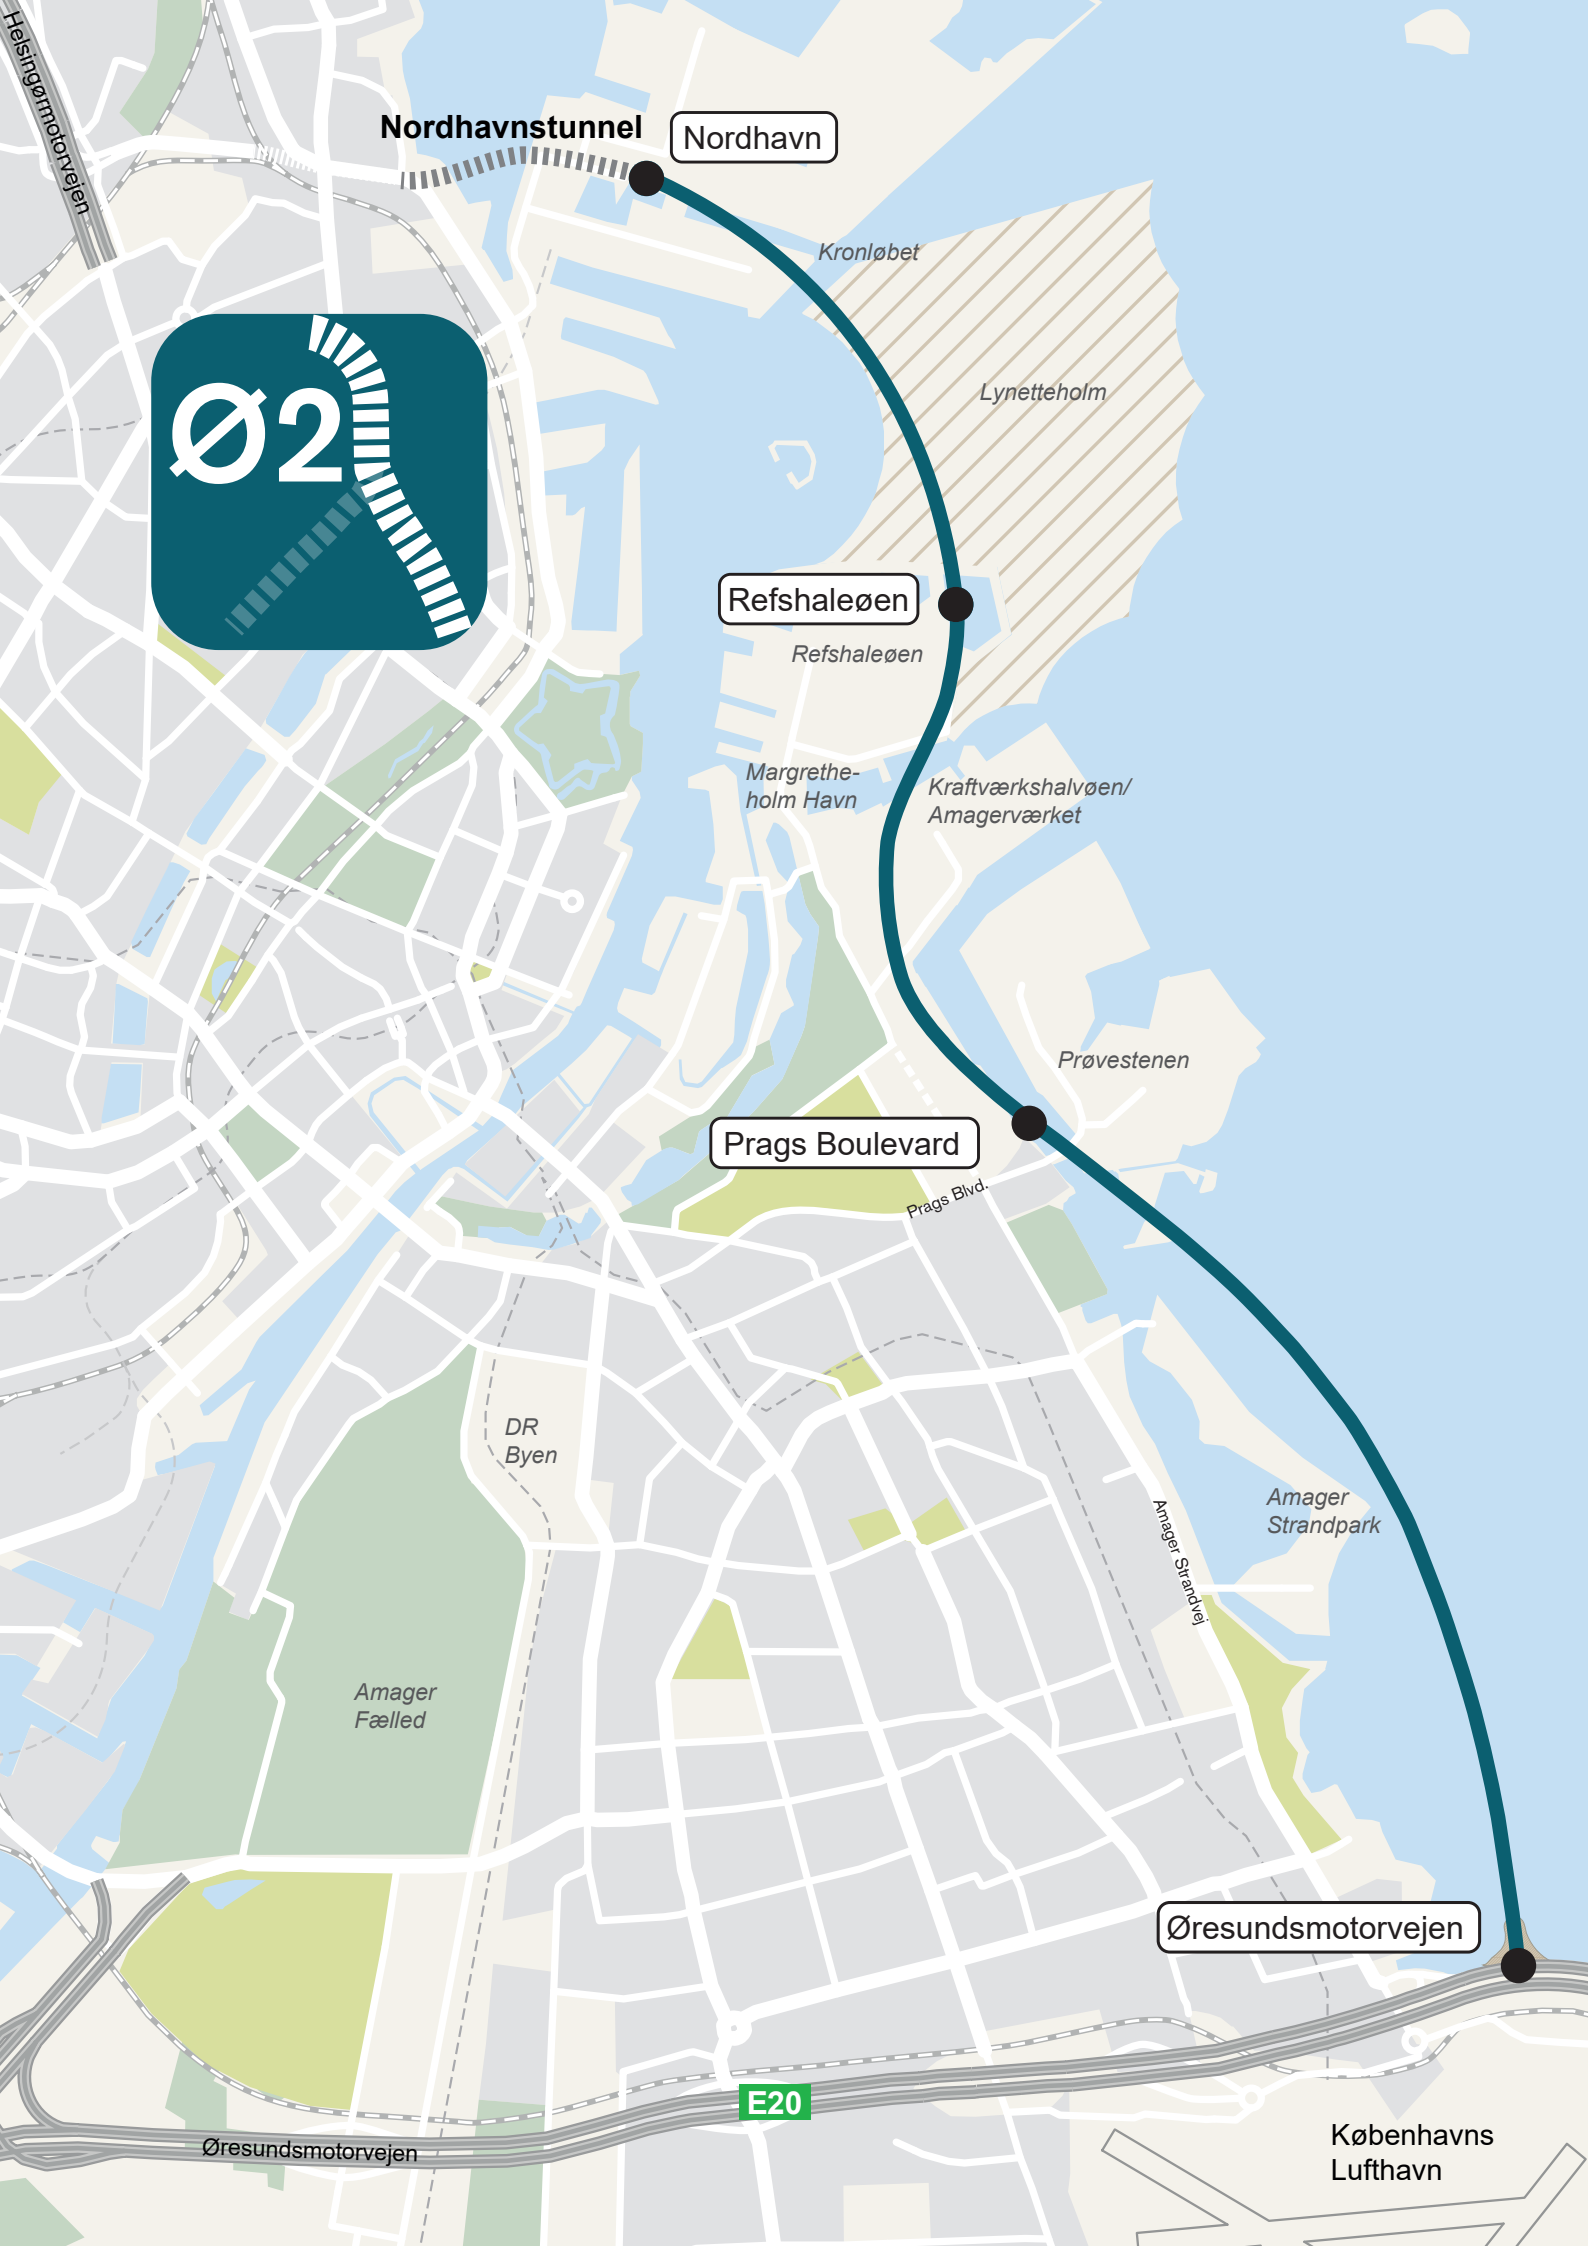 Helsingørmotorvejen
Nordhavnstunnel
Nordhavn
Kronløbet
Lynetteholm
Ø2
Refshaleøen
Refshaleøen
Margrethe-
holm Havn
Kraftværkshalvøen/
Amagerværket
Prøvestenen
Prags Boulevard
Prags Blvd.
DR
Byen
Amager
Strandpark
Amager Strandvej
Amager
Fælled
Øresundsmotorvejen
E20
Øresundsmotorvejen
Københavns
Lufthavn